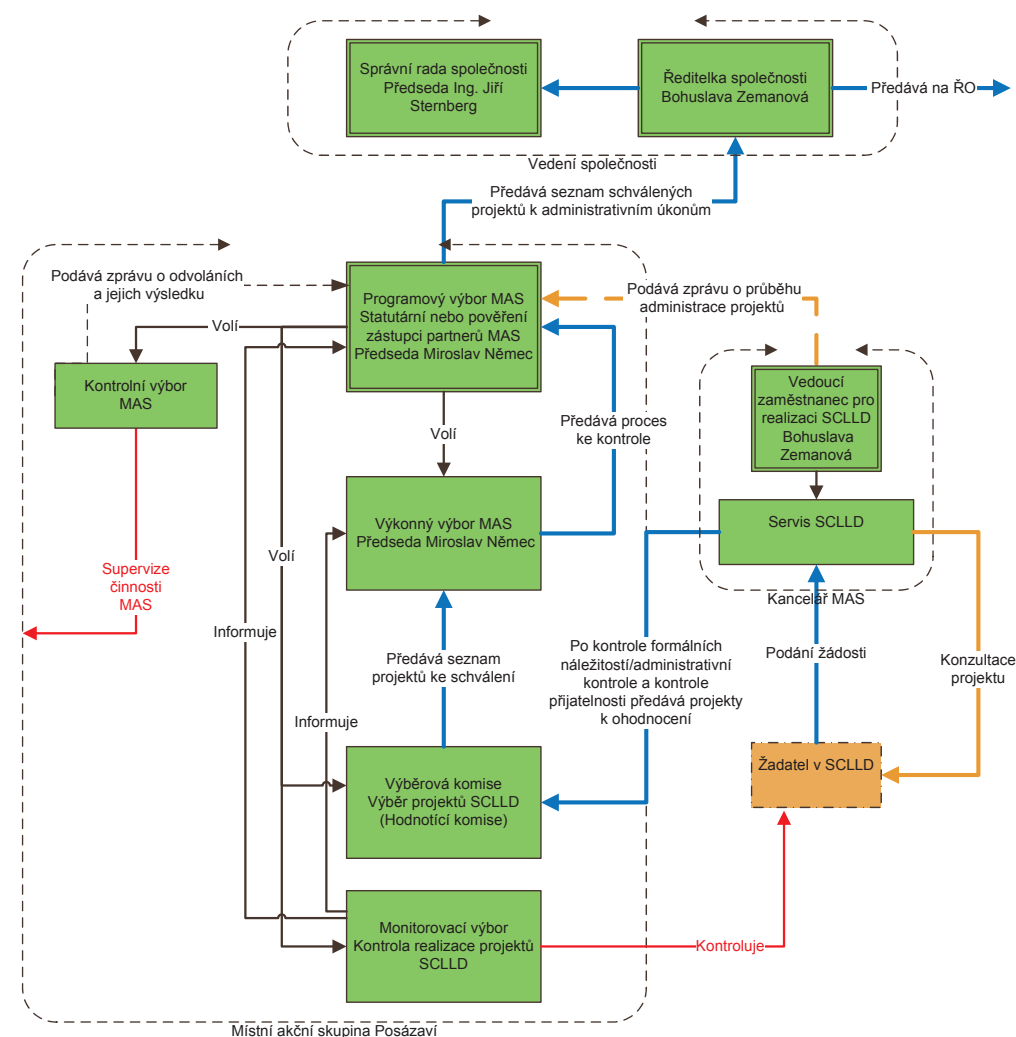 Správní rada společnosti
Předseda Ing. Jiří
Sternberg
Ředitelka společnosti
Bohuslava Zemanová
Předává na ŘO
Vedení společnosti
Předává seznam schválených
projektů k administrativním úkonům
Podává zprávu o odvoláních
a jejich výsledku
Programový výbor MAS
Statutární nebo pověření
zástupci partnerů MAS
Předseda Miroslav Němec
Podává zprávu o průběhu
administrace projektů
Volí
Kontrolní výbor
MAS
Vedoucí
zaměstnanec pro
realizaci SCLLD
Bohuslava
Zemanová
Předává proces
ke kontrole
Volí
Výkonný výbor MAS
Předseda Miroslav Němec
Servis SCLLD
Volí
Supervize
činnosti
MAS
Kancelář MAS
Informuje
Předává seznam
projektů ke schválení
Po kontrole formálních
náležitostí/administrativní
kontrole a kontrole
přijatelnosti předává projekty
k ohodnocení
Podání žádosti
Konzultace
projektu
Informuje
Výběrová komise
Výběr projektů SCLLD
(Hodnotící komise)
Žadatel v SCLLD
Monitorovací výbor
Kontrola realizace projektů
SCLLD
Kontroluje
Místní akční skupina Posázaví